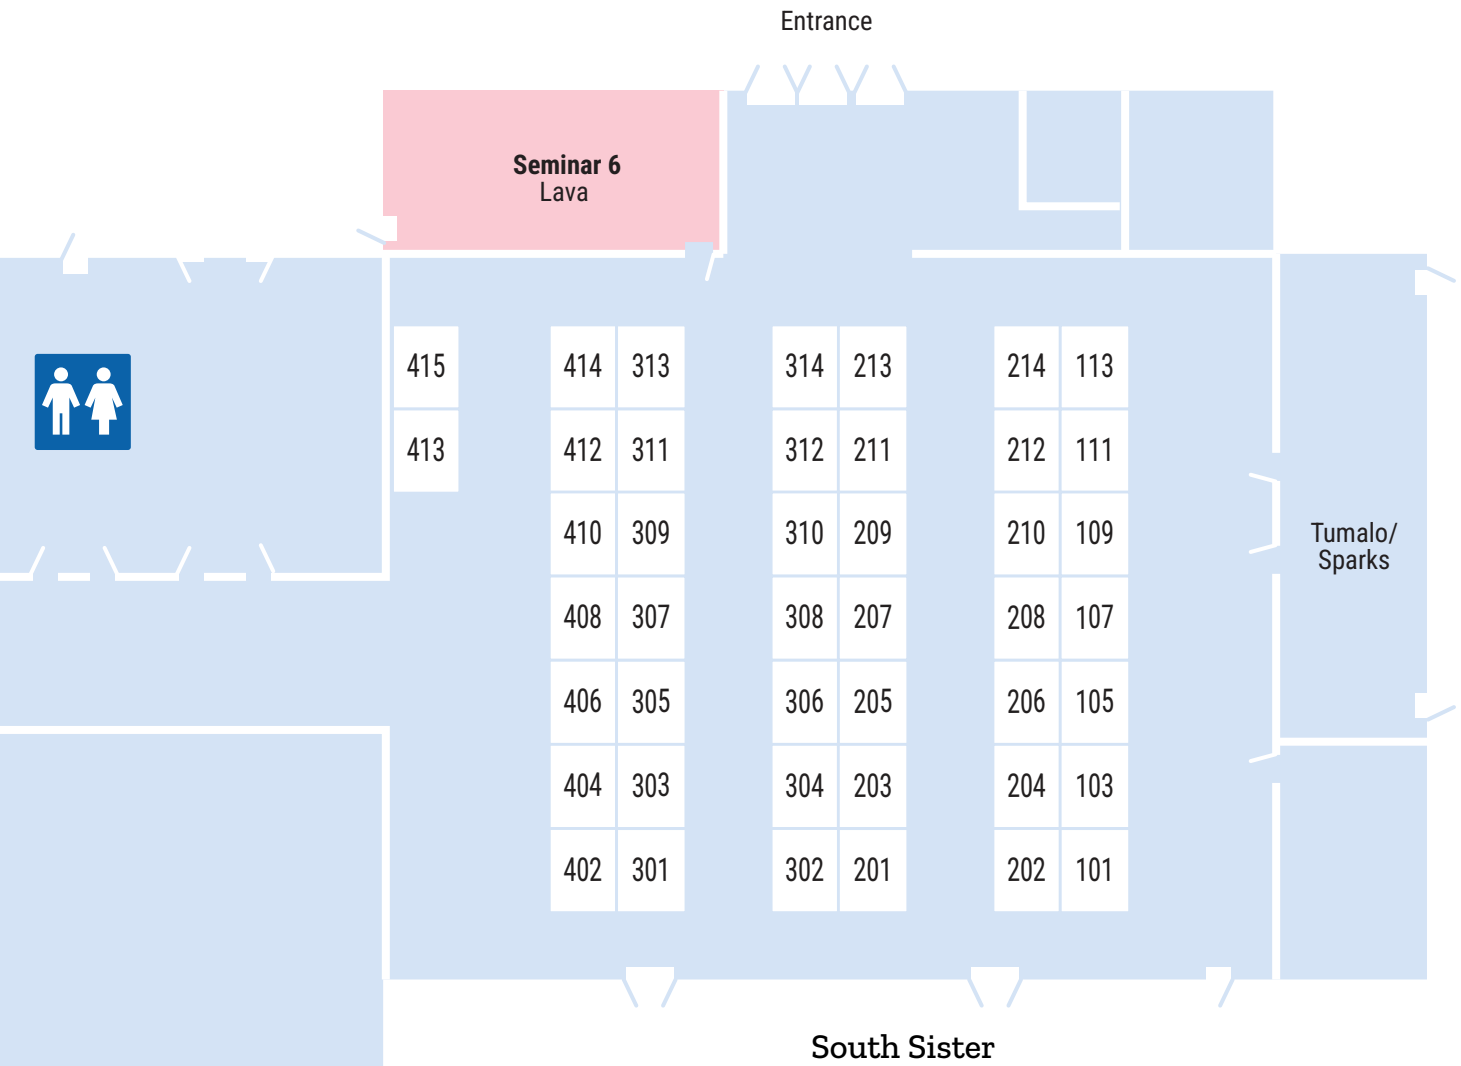 Entrance
Seminar 6
Lava
415 414 313 314 213 214 113
413 412 311 312 211 212 111
410 309 310 209 210 109
Tumalo/
Sparks
408 307 308 207 208 107
406 305 306 205 206 105
404 303 304 203 204 103
402 301 302 201 202 101
South Sister